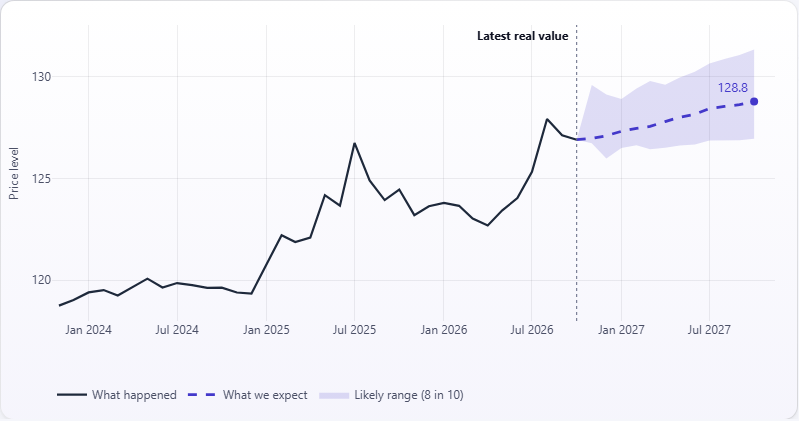 Latest real value
128.8
130
125
120
Price level
Jan 2024
Jul 2024
Jan 2025
Jul 2025
Jan 2026
Jul 2026
Jan 2027
Jul 2027
What happened
What we expect
Likely range (8 in 10)